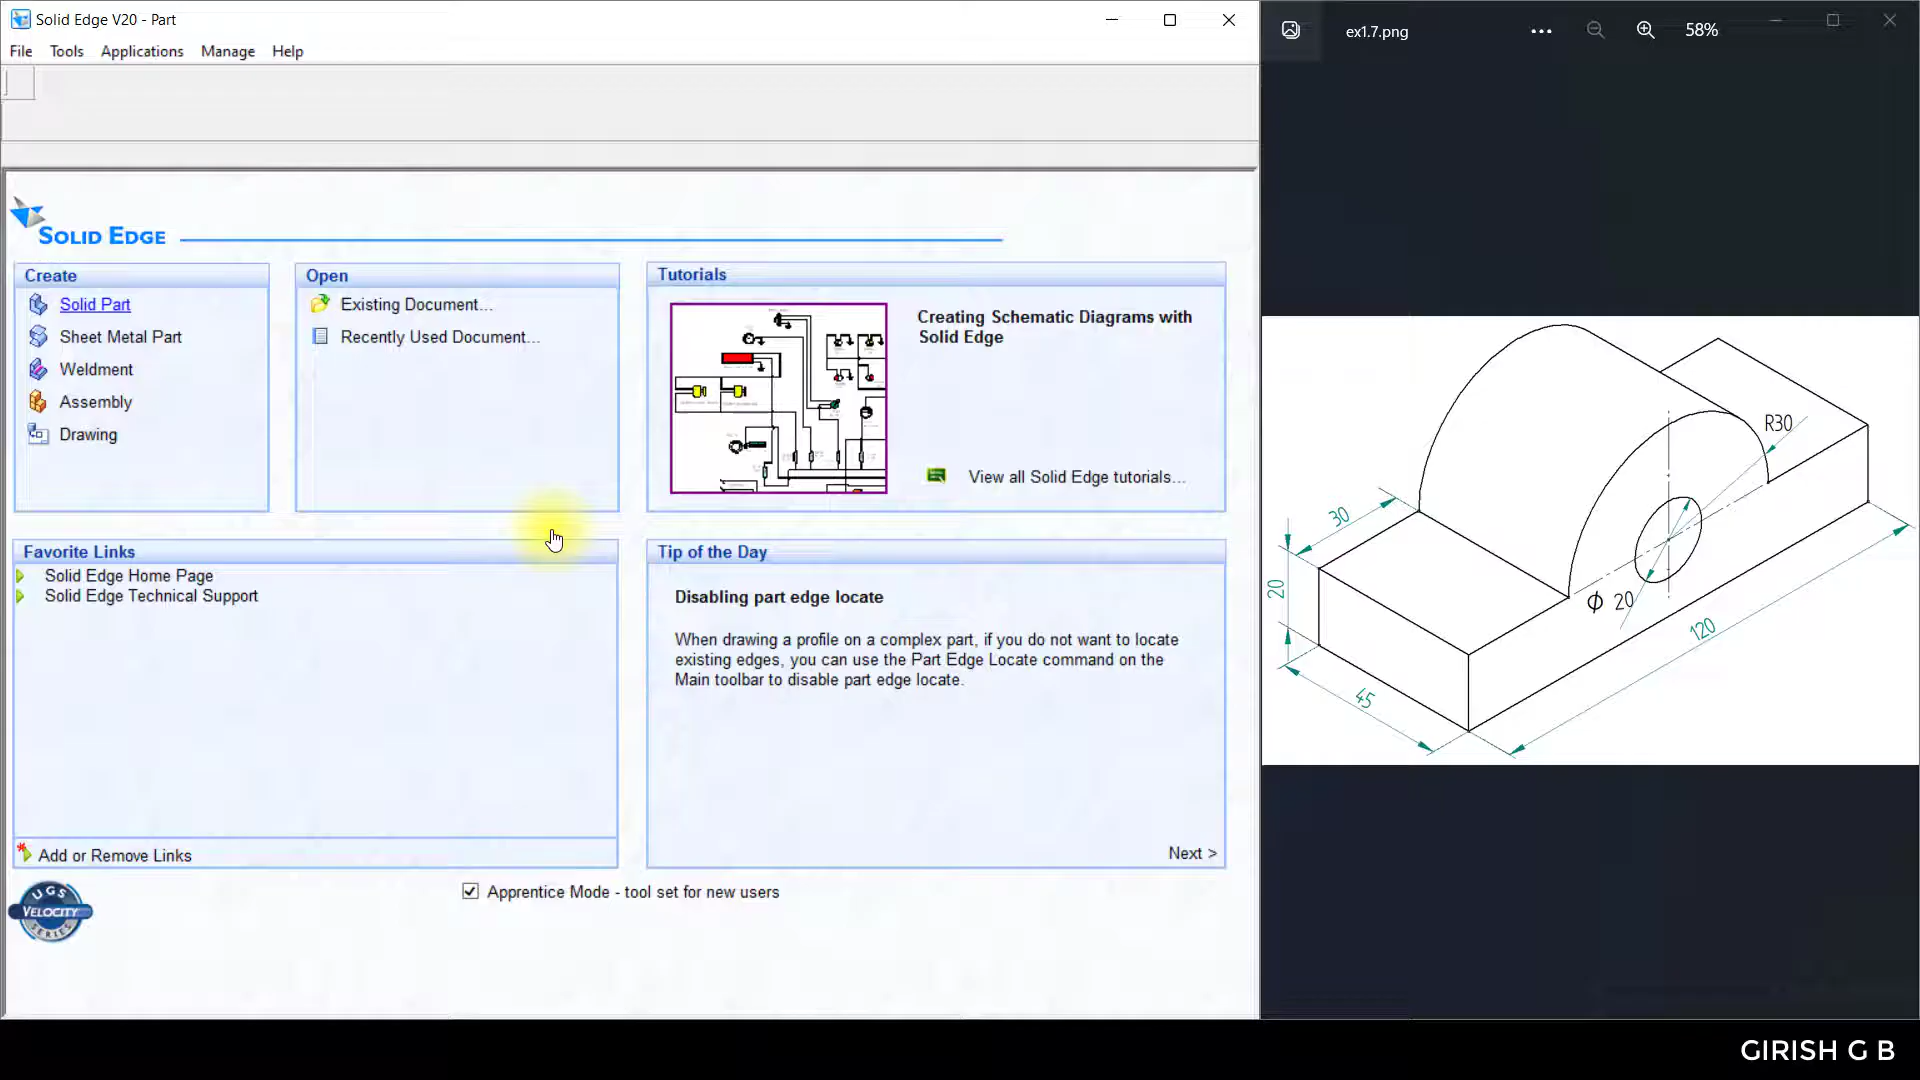 Solid Edge V20 - Part
File Tools Applications Manage Help
SOLID EDGE
Create
Solid Part
Sheet Metal Part
Weldment
Assembly
Drawing
Open
Existing Document...
Recently Used Document...
Tutorials
Creating Schematic Diagrams with
Solid Edge
View all Solid Edge tutorials...
Favorite Links
Solid Edge Home Page
Solid Edge Technical Support
Add or Remove Links
Tip of the Day
Disabling part edge locate
When drawing a profile on a complex part, if you do not want to locate
existing edges, you can use the Part Edge Locate command on the
Main toolbar to disable part edge locate.
Next >
UGS
VELOCITY
SERIES
Apprentice Mode - tool set for new users
ex1.7.png
58%
R30
30
20
Φ 20
120
45
GIRISH G B